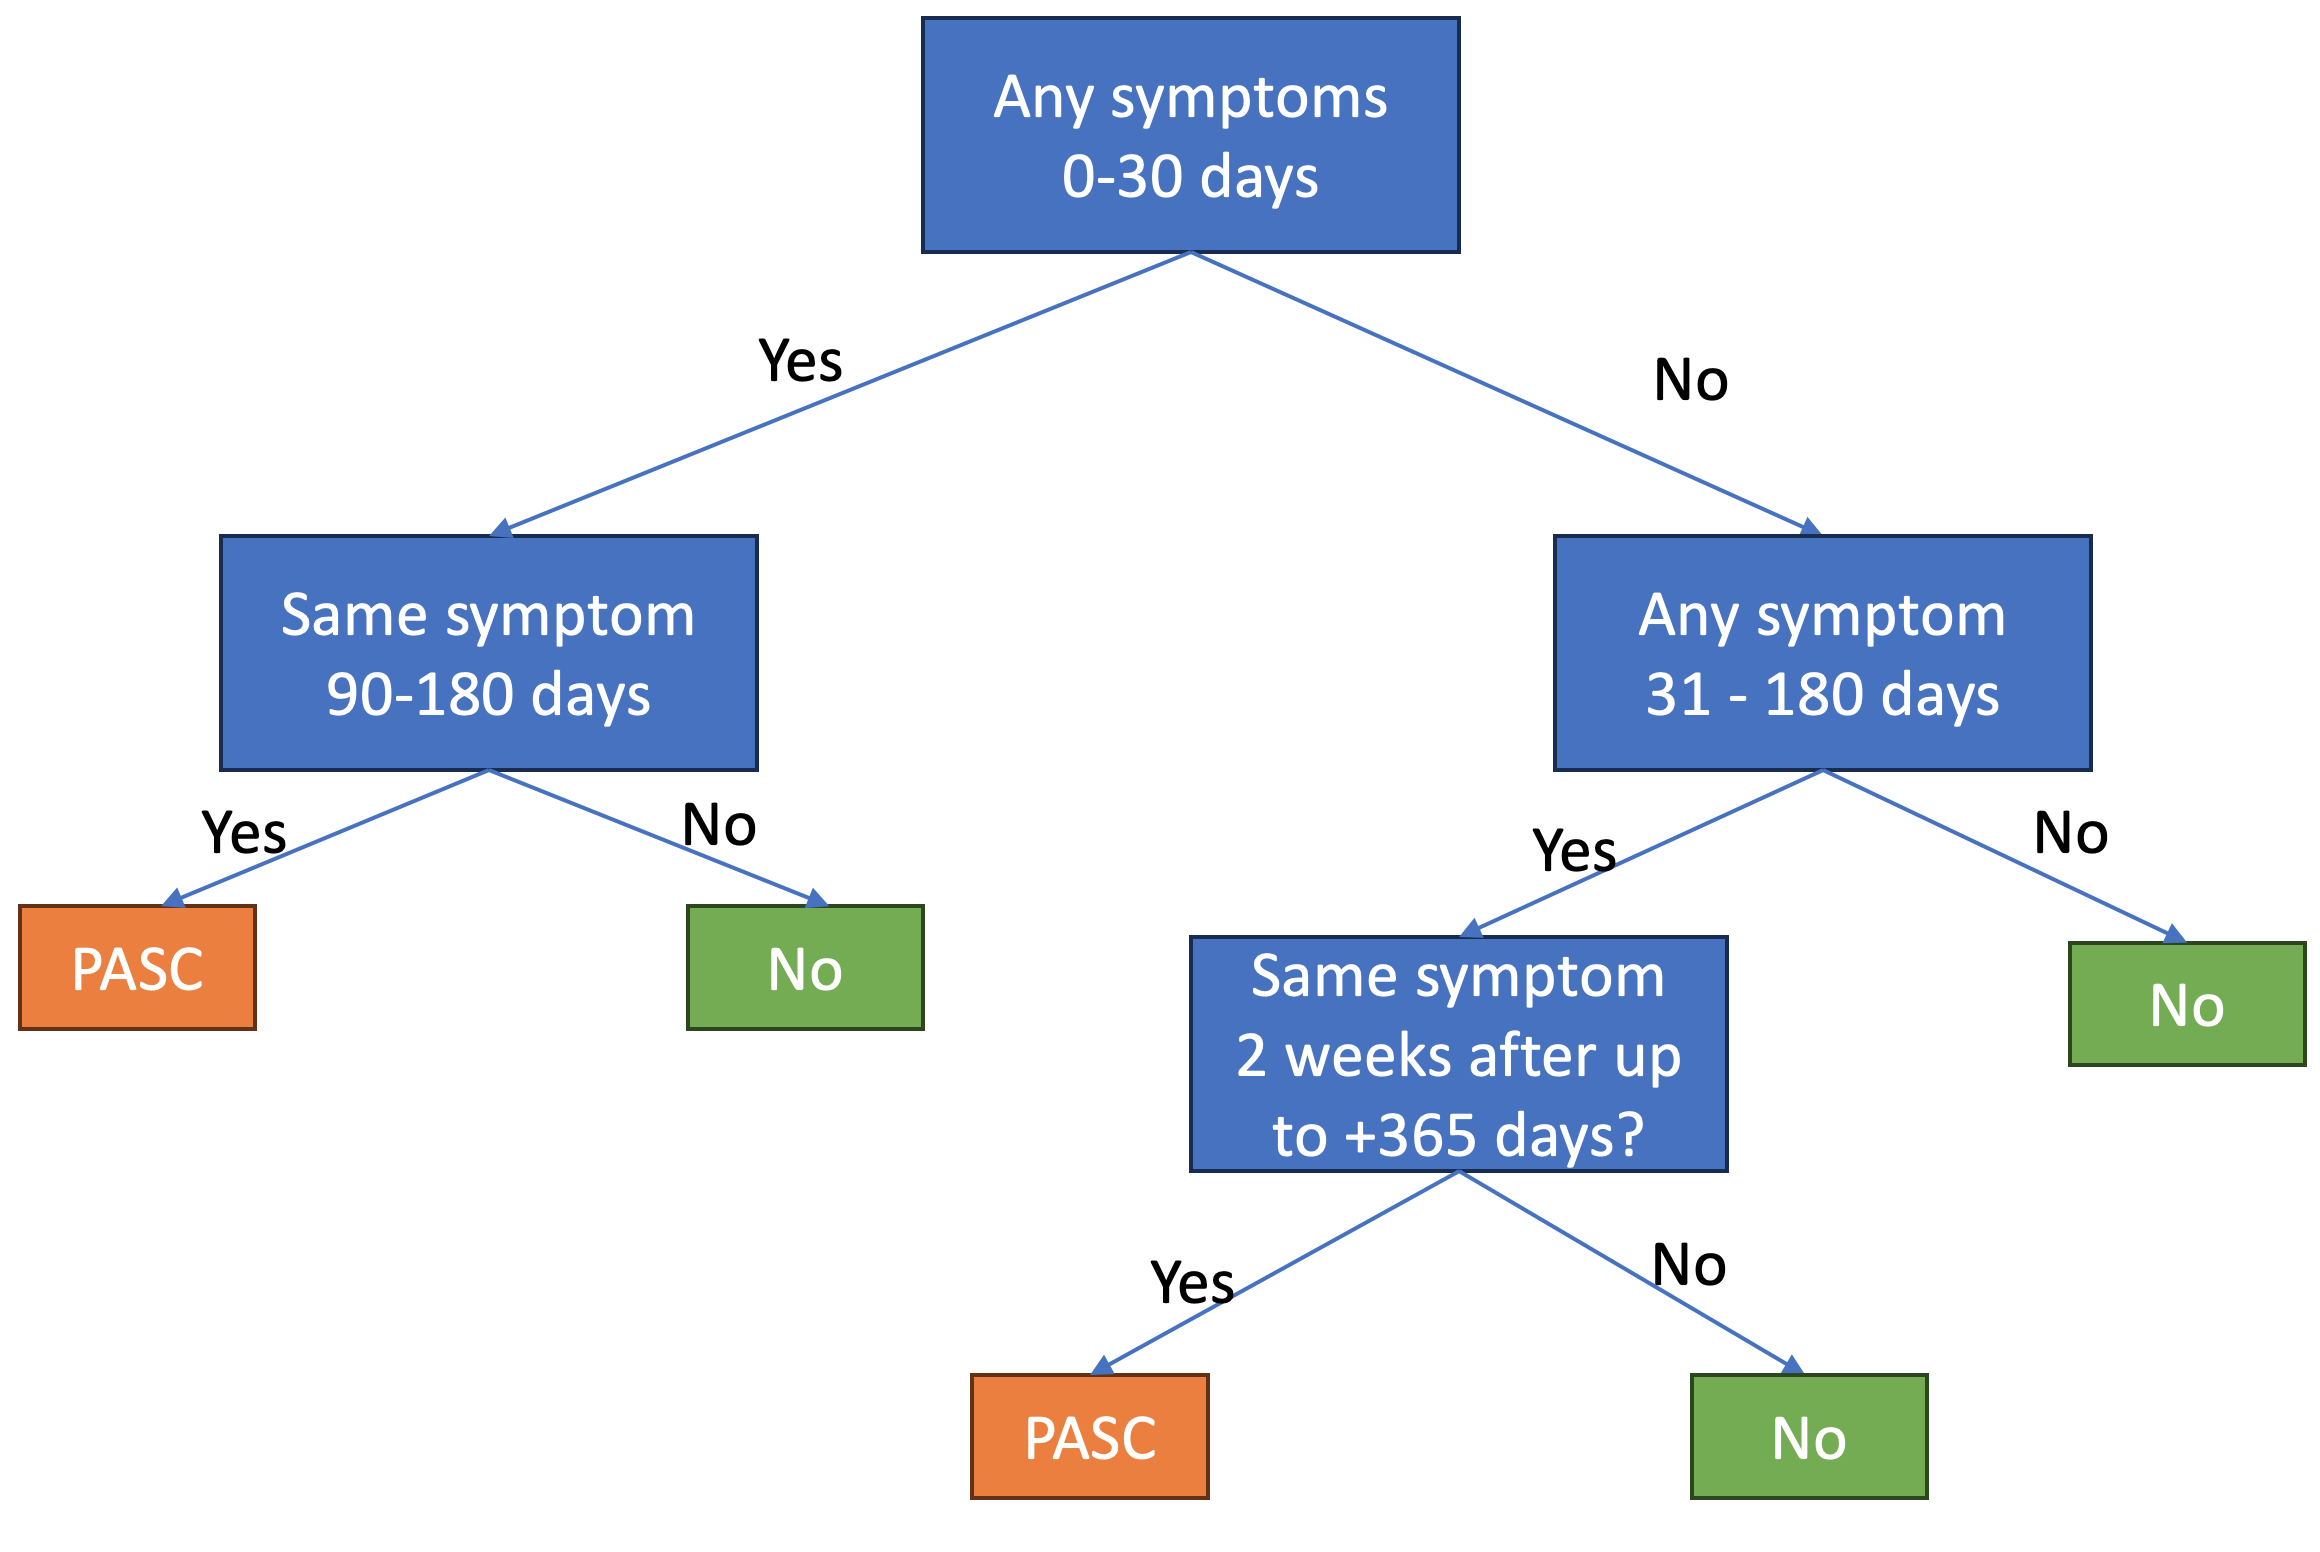 Any symptoms
0-30 days
Yes
No
Same symptom
90-180 days
Any symptom
31 - 180 days
Yes
No
Yes
No
PASC
No
Same symptom
2 weeks after up
to +365 days?
No
Yes
No
PASC
No